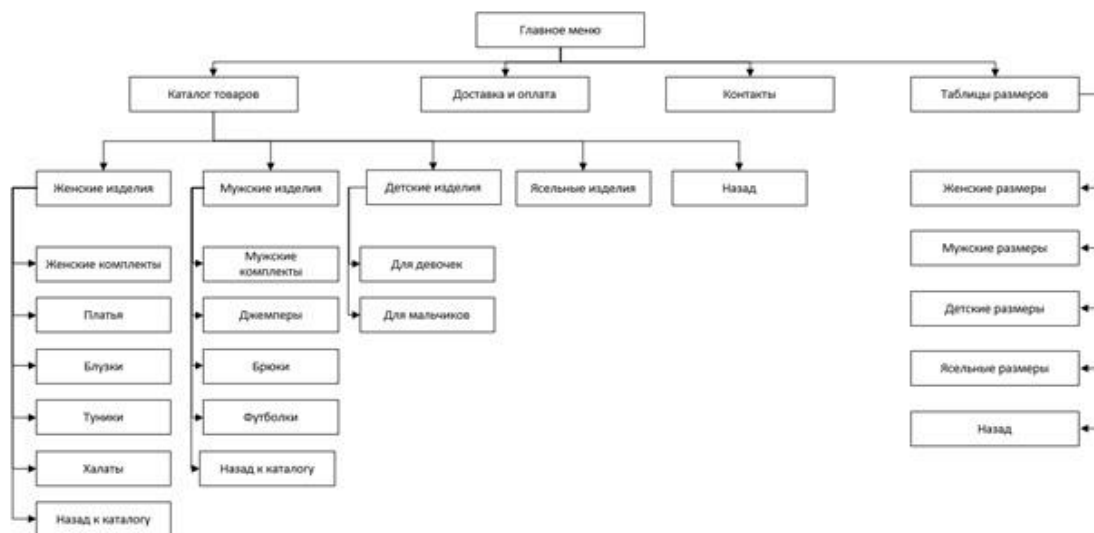 Главное меню
Каталог товаров
Доставка и оплата
Контакты
Таблицы размеров
Женские изделия
Мужские изделия
Детские изделия
Ясельные изделия
Назад
Женские размеры
Женские комплекты
Мужские
комплекты
Для девочек
Мужские размеры
Платья
Джемперы
Для мальчиков
Детские размеры
Блузки
Брюки
Ясельные размеры
Туники
Футболки
Назад
Халаты
Назад к каталогу
Назад к каталогу